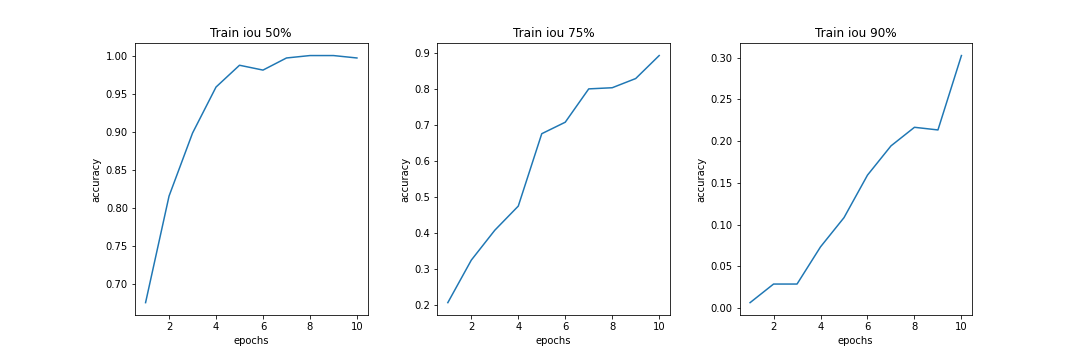 Train iou 50%
1.00
0.95
0.90
0.85
0.80
0.75
0.70
accuracy
2 4 6 8 10
epochs
Train iou 75%
0.9
0.8
0.7
0.6
0.5
0.4
0.3
0.2
accuracy
2 4 6 8 10
epochs
Train iou 90%
0.30
0.25
0.20
0.15
0.10
0.05
0.00
accuracy
2 4 6 8 10
epochs